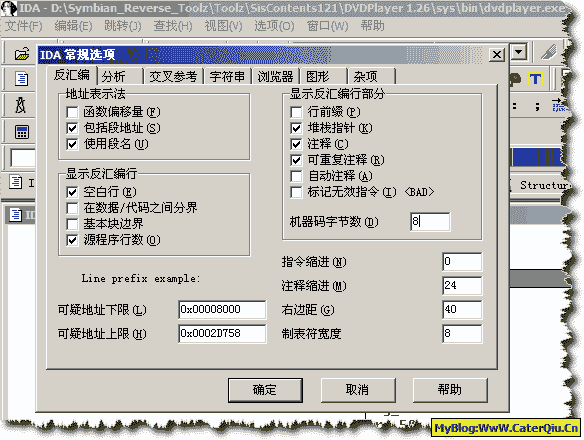 IDA - D:\Symbian_Reverse_Toolz\Toolz\SisContents121\DVDPlayer 1.26\sys\bin\dvdplayer.exe
文件(F) 编辑(E) 跳转(J) 查找(H) 视图(V) 选项(O) 窗口(W) 帮助
IDA 常规选项
反汇编 分析 交叉参考 字符串 浏览器 图形 杂项
地址表示法
函数偏移量(F)
包括段地址(S)
使用段名(U)
显示反汇编行
空白行(E)
在数据/代码之间分界
基本块边界
源程序行数(O)
Line prefix example:
可疑地址下限(L) 0x00008000
可疑地址上限(H) 0x0002D758
显示反汇编行部分
行前缀(P)
堆栈指针(K)
注释(C)
可重复注释(R)
自动注释(A)
标记无效指令(I) <BAD>
机器码字节数(D) 8
指令缩进(N) 0
注释缩进(M) 24
右边距(G) 40
制表符宽度 8
确定 取消 帮助
Structur
MyBlog:WwW.CaterQiu.Cn